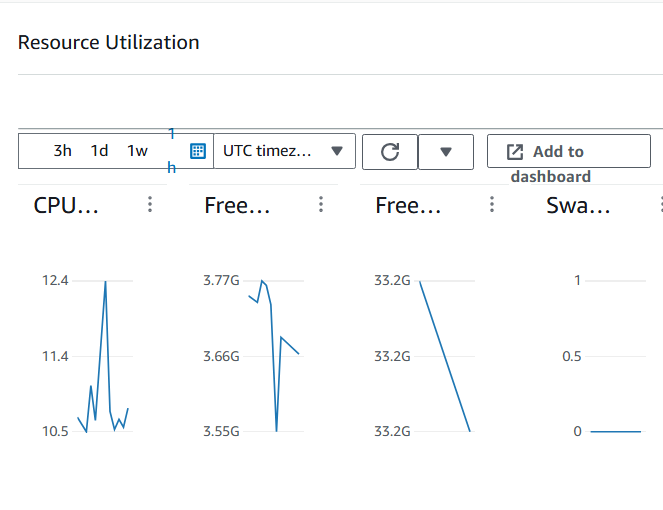 Resource Utilization
3h 1d 1w 1h UTC timez... Add to dashboard
CPU... Free... Free... Swa...
12.4 3.77G 33.2G 1
11.4 3.66G 33.2G 0.5
10.5 3.55G 33.2G 0